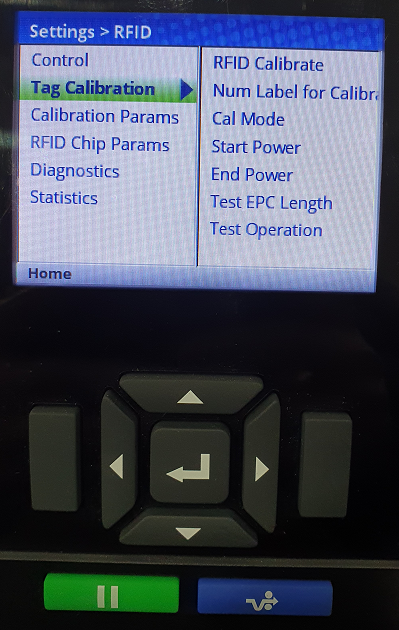 Settings > RFID
Control
Tag Calibration
Calibration Params
RFID Chip Params
Diagnostics
Statistics
RFID Calibrate
Num Label for Calibr
Cal Mode
Start Power
End Power
Test EPC Length
Test Operation
Home